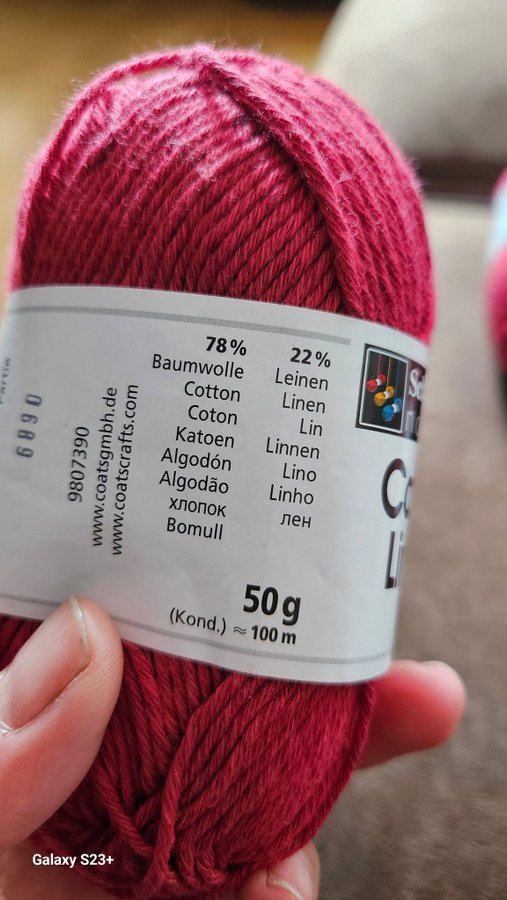 Partie
6890
9807390
www.coatsgmbh.de
www.coatscrafts.com
78% 22%
Baumwolle Leinen
Cotton Linen
Coton Lin
Katoen Linnen
Algodón Lino
Algodão Linho
хлопок лен
Bomull
50g
(Kond.) ≈ 100 m
Galaxy S23+